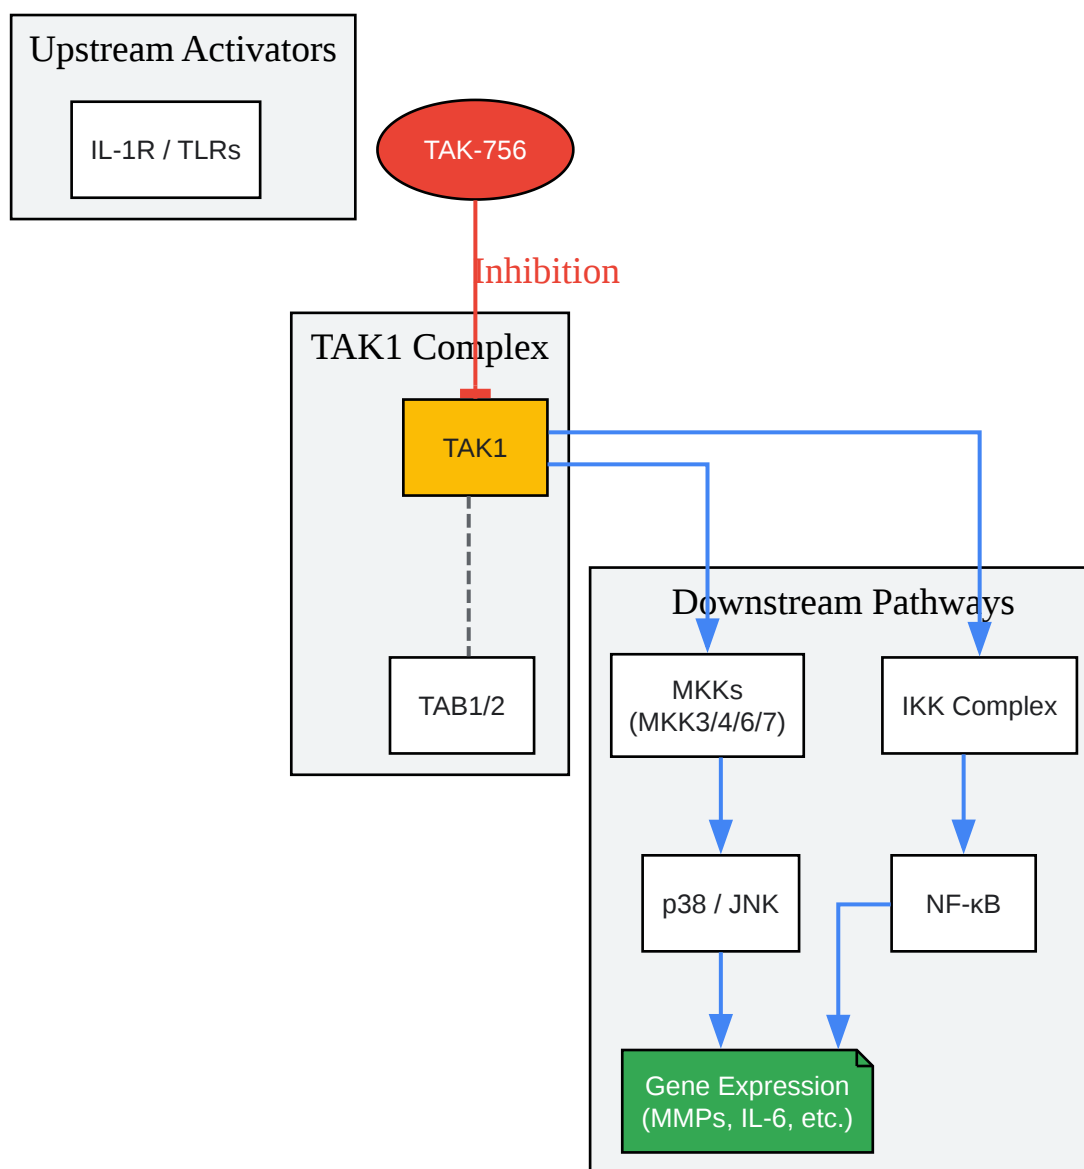 Upstream Activators
IL-1R / TLRs
TAK-756
Inhibition
TAK1 Complex
TAK1
TAB1/2
Downstream Pathways
MKKs
(MKK3/4/6/7)
IKK Complex
p38 / JNK
NF-κB
Gene Expression
(MMPs, IL-6, etc.)